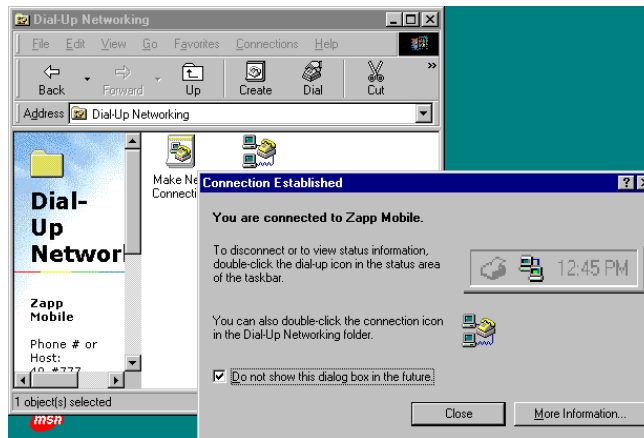 Dial-Up Networking
File Edit View Go Favorites Connections Help
Back Forward Up Create Dial Cut »
Address Dial-Up Networking
Dial-
Up
Networ
Zapp
Mobile
Phone # or
Host:
Make Ne
Connecti
1 object(s) selected
msn
Connection Established
You are connected to Zapp Mobile.
To disconnect or to view status information,
double-click the dial-up icon in the status area
of the taskbar.
12:45 PM
You can also double-click the connection icon
in the Dial-Up Networking folder.
Do not show this dialog box in the future.
Close More Information...